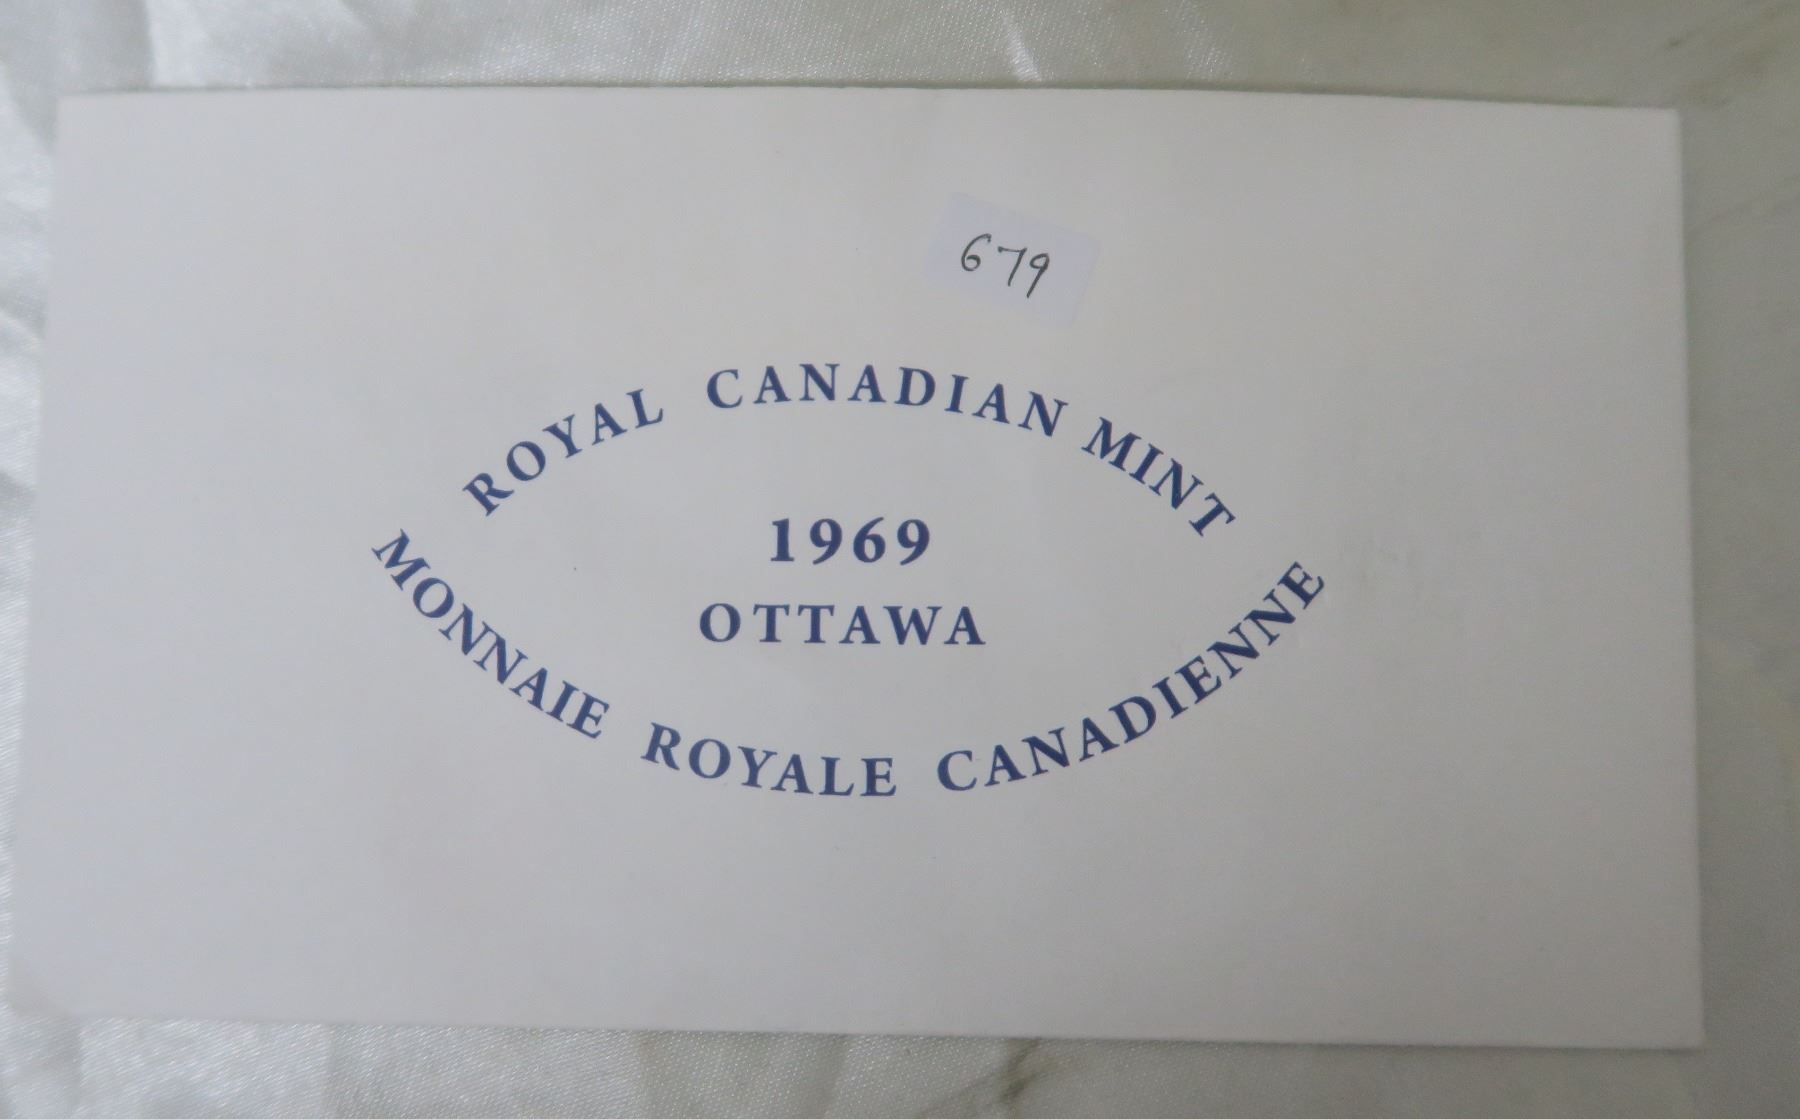 679
ROYAL CANADIAN MINT
1969
OTTAWA
MONNAIE ROYALE CANADIENNE